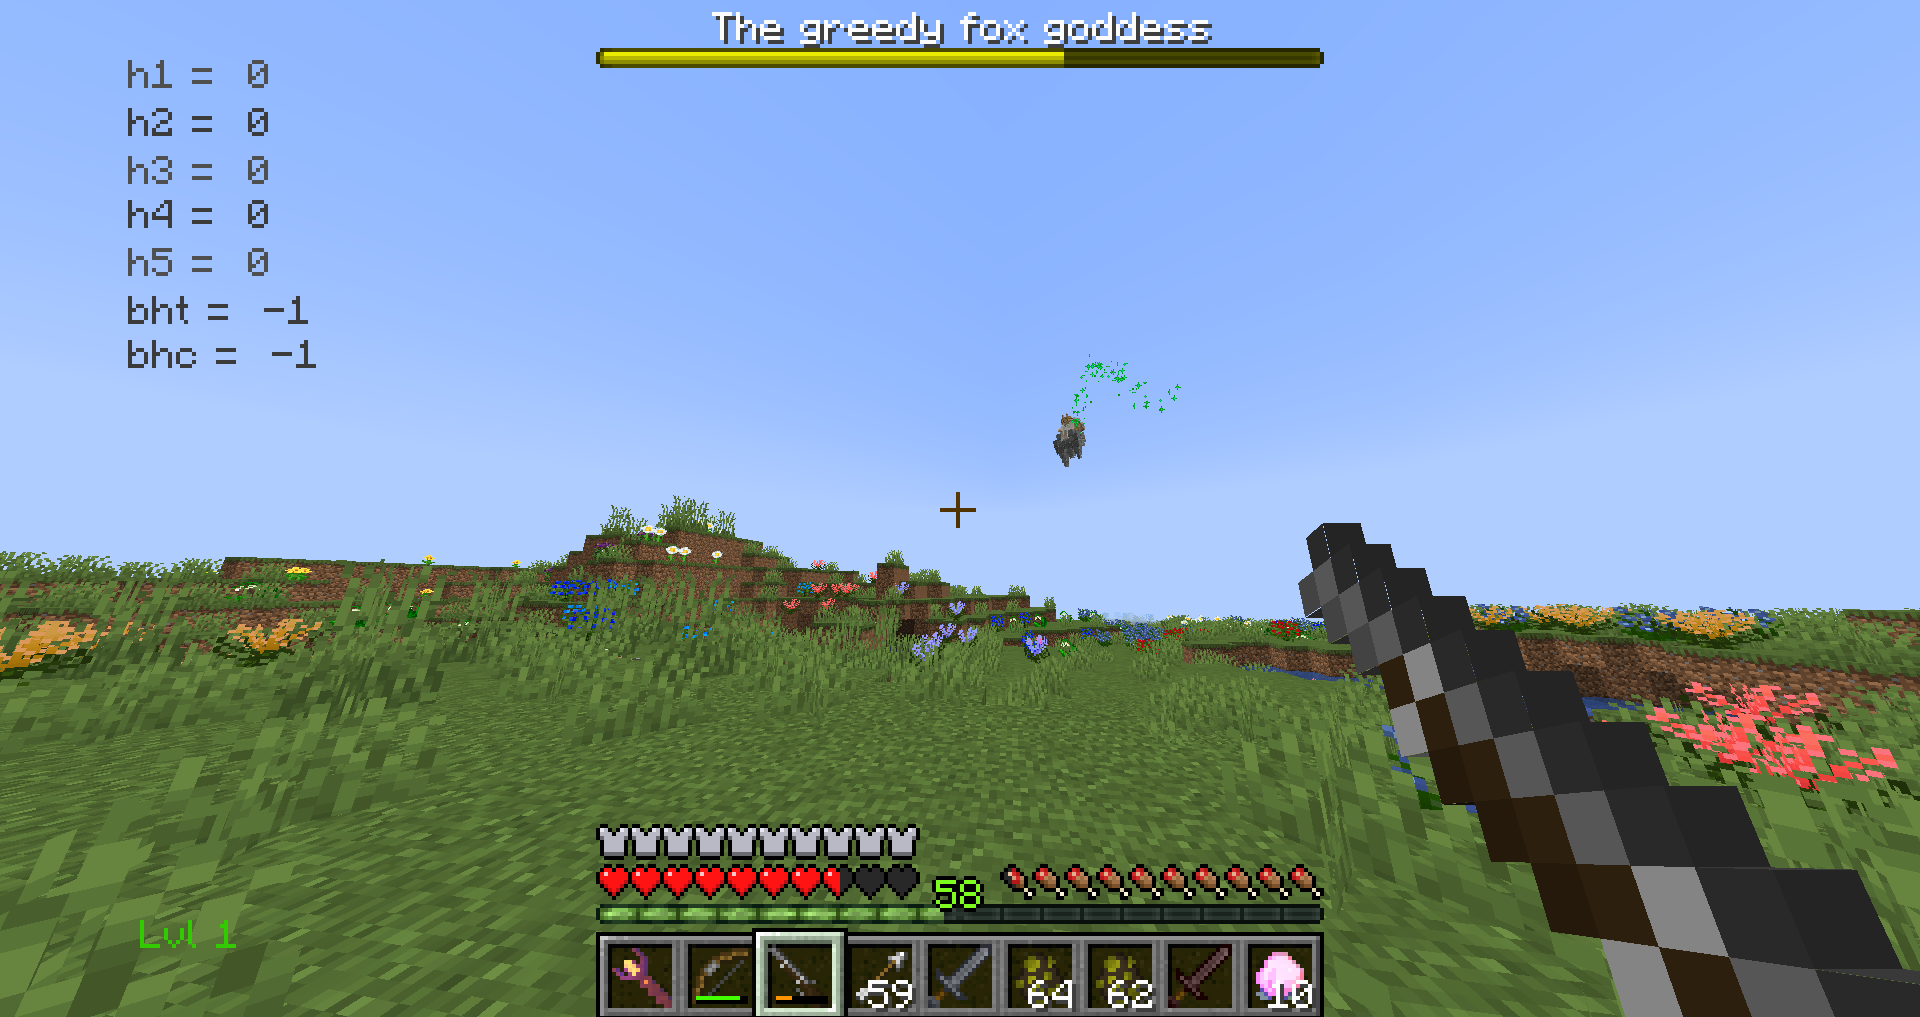 The greedy fox goddess
h1 = 0
h2 = 0
h3 = 0
h4 = 0
h5 = 0
bht = -1
bhc = -1
58
Lvl 1
59
64
62
10